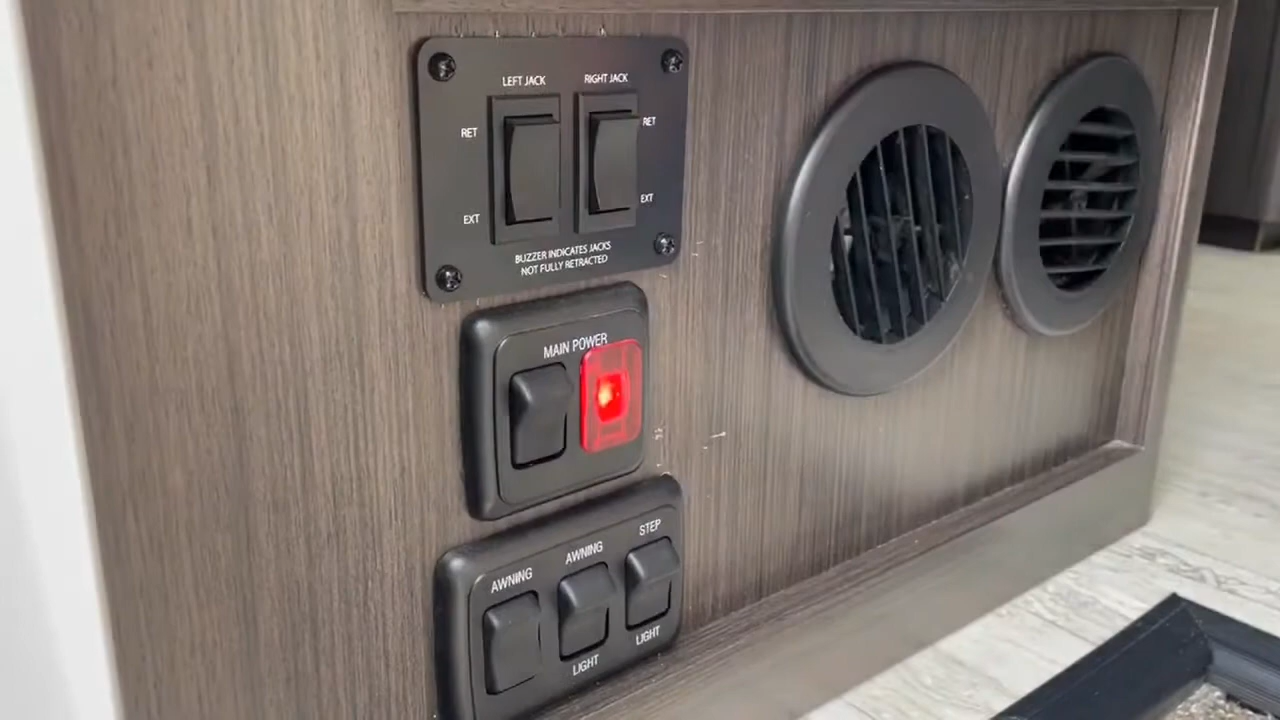 LEFT JACK
RIGHT JACK
RET
RET
EXT
EXT
BUZZER INDICATES JACKS
NOT FULLY RETRACTED
MAIN POWER
AWNING
AWNING
STEP
LIGHT
LIGHT